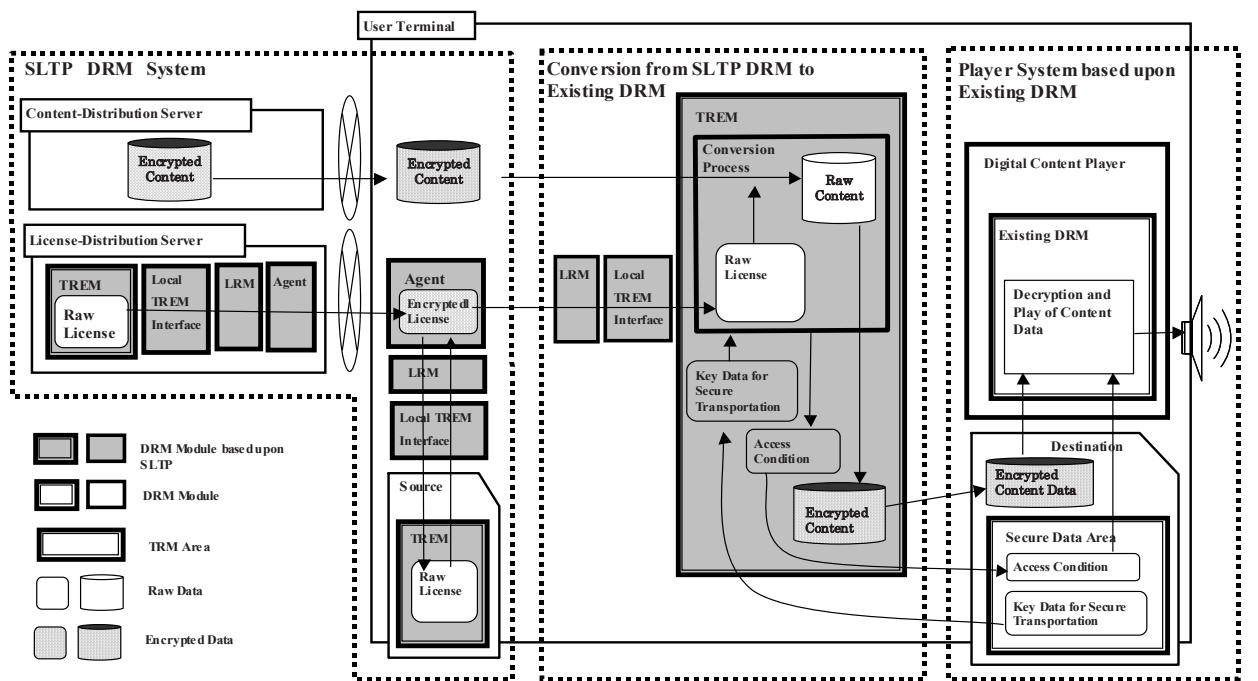 User Terminal
SLTP DRM System
Content-Distribution Server
Encrypted
Content
License-Distribution Server
TREM
Raw
License
Local
TREM
Interface
LRM
Agent
Encrypted
Content
Agent
Encryptedl
License
LRM
Local TREM
Interface
Source
TREM
Raw
License
DRM Module based upon
SLTP
DRM Module
TRM Area
Raw Data
Encrypted Data
Conversion from SLTP DRM to
Existing DRM
LRM
Local
TREM
Interface
TREM
Conversion
Process
Raw
Content
Raw
License
Key Data for
Secure
Transportation
Access
Condition
Encrypted
Content
Player System based upon
Existing DRM
Digital Content Player
Existing DRM
Decryption and
Play of Content
Data
Destination
Encrypted
Content Data
Secure Data Area
Access Condition
Key Data for Secure
Transportation